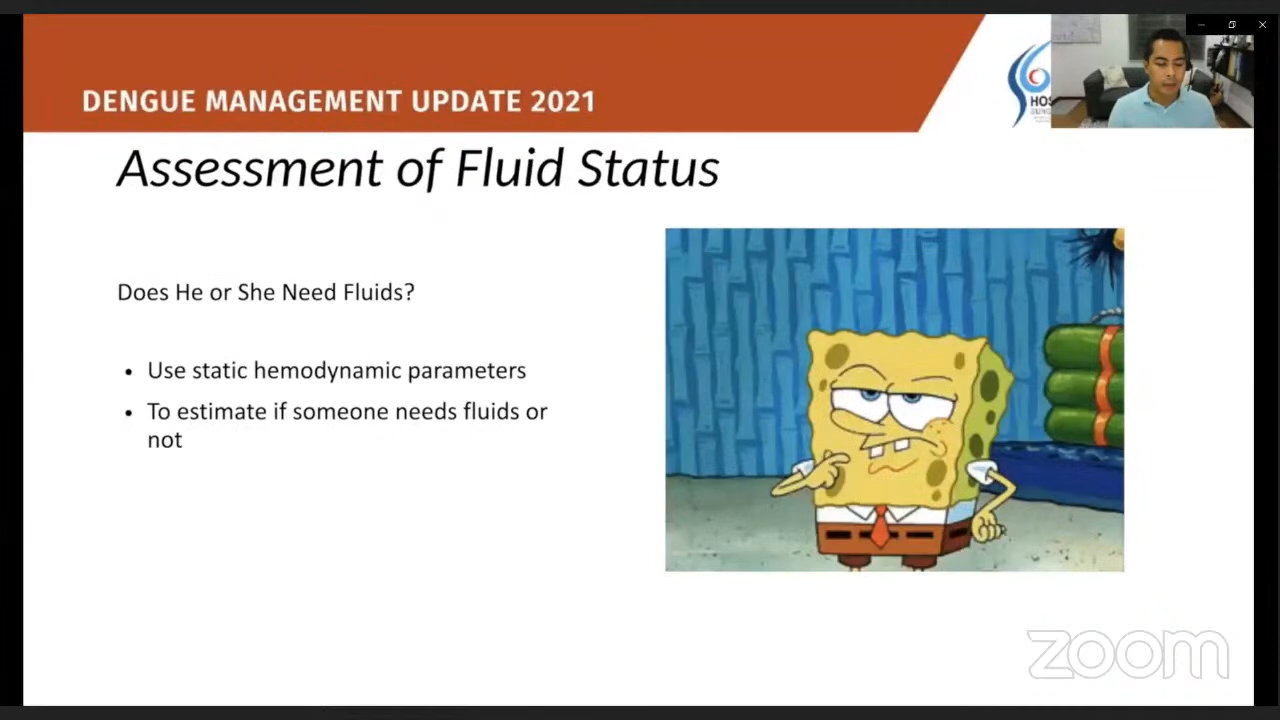 DENGUE MANAGEMENT UPDATE 2021
HOS
Assessment of Fluid Status
Does He or She Need Fluids?
• Use static hemodynamic parameters
• To estimate if someone needs fluids or
not
zoom